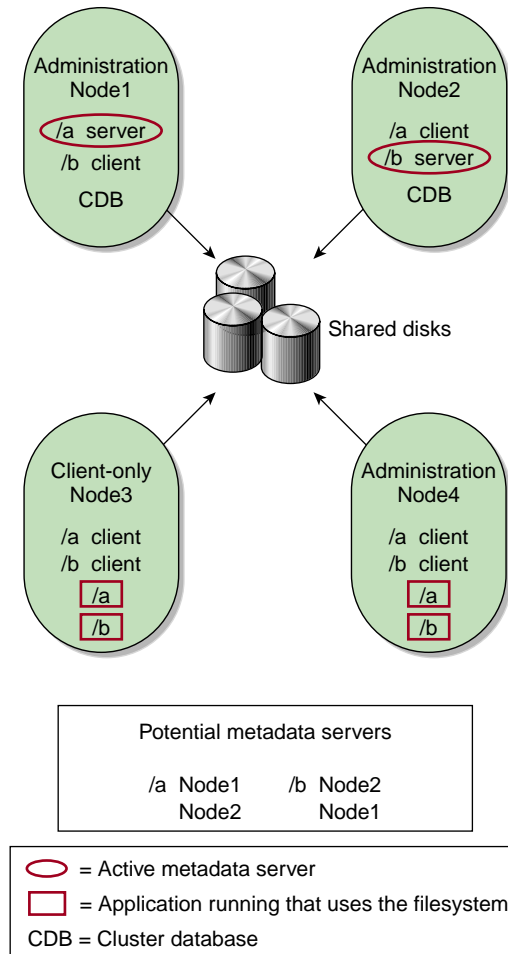 Administration
Node1
/a server
/b client
CDB
Administration
Node2
/a client
/b server
CDB
Shared disks
Client-only
Node3
/a client
/b client
/a
/b
Administration
Node4
/a client
/b client
/a
/b
Potential metadata servers
/a Node1 /b Node2
Node2 Node1
= Active metadata server
= Application running that uses the filesystem
CDB = Cluster database